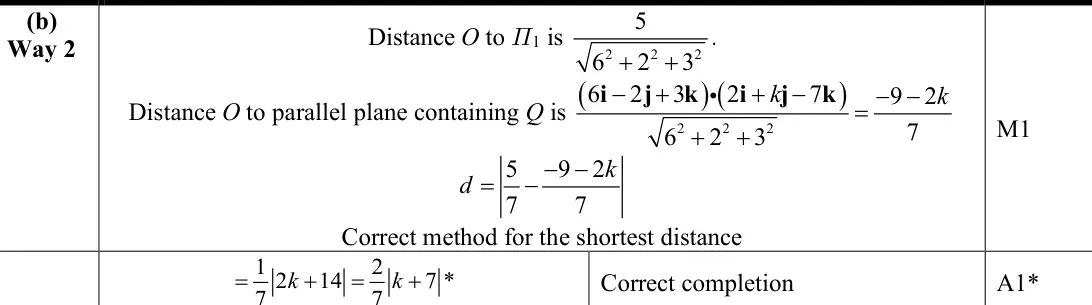 (b)
Way 2
Distance O to Π₁ is 5/√(6² + 2² + 3²).
Distance O to parallel plane containing Q is (6i − 2j + 3k)•(2i + kj − 7k)/√(6² + 2² + 3²) = (−9 − 2k)/7
M1
d = |5/7 − (−9 − 2k)/7|
Correct method for the shortest distance
= 1/7|2k + 14| = 2/7|k + 7| *
Correct completion
A1*